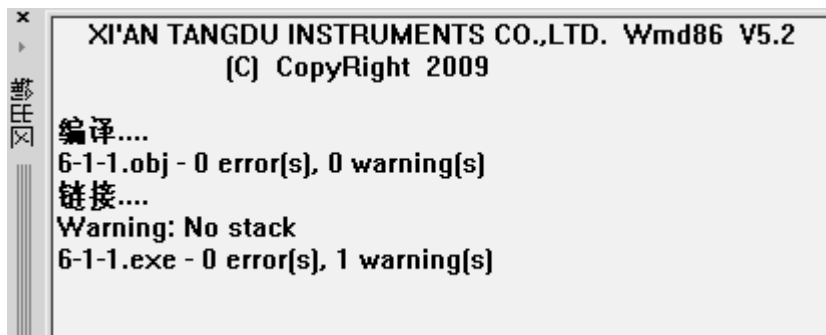 XI'AN TANGDU INSTRUMENTS CO.,LTD. Wmd86 V5.2
(C) CopyRight 2009
编译....
6-1-1.obj - 0 error(s), 0 warning(s)
链接....
Warning: No stack
6-1-1.exe - 0 error(s), 1 warning(s)